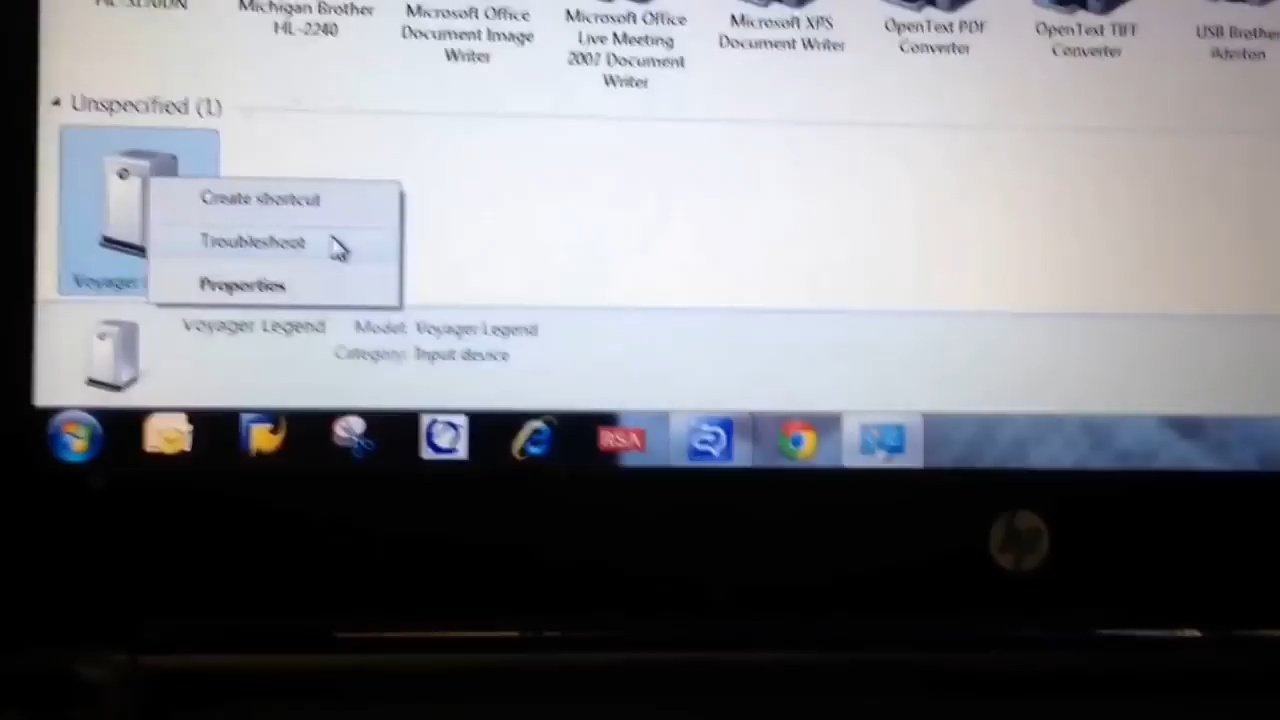 Michigan Brother
HL-2240
Microsoft Office
Document Image
Writer
Microsoft Office
Live Meeting
2007 Document
Writer
Microsoft XPS
Document Writer
OpenText PDF
Converter
OpenText TIFF
Converter
USB Brother
Unspecified (1)
Voyager
Create shortcut
Troubleshoot
Properties
Voyager Legend Model: Voyager Legend
Category: Input device
RSA
hp